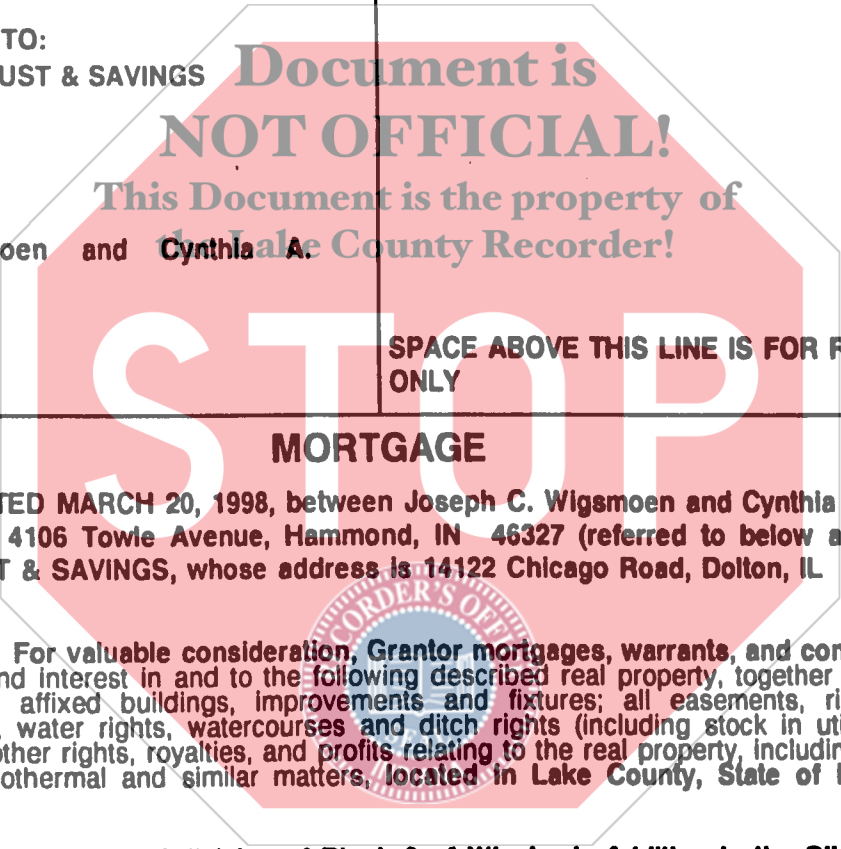 TO:
UST & SAVINGS
Document is
NOT OFFICIAL!
This Document is the property of
the Lake County Recorder!
oen and Cynthia A.
STOP
SPACE ABOVE THIS LINE IS FOR R
ONLY
MORTGAGE
TED MARCH 20, 1998, between Joseph C. Wigsmoen and Cynthia
4106 Towle Avenue, Hammond, IN 46327 (referred to below a
T & SAVINGS, whose address is 14122 Chicago Road, Dolton, IL
CORDER'S OFF
For valuable consideration, Grantor mortgages, warrants, and con
nd interest in and to the following described real property, together
affixed buildings, improvements and fixtures; all easements, ri
, water rights, watercourses and ditch rights (including stock in uti
other rights, royalties, and profits relating to the real property, includin
othermal and similar matters, located in Lake County, State of I